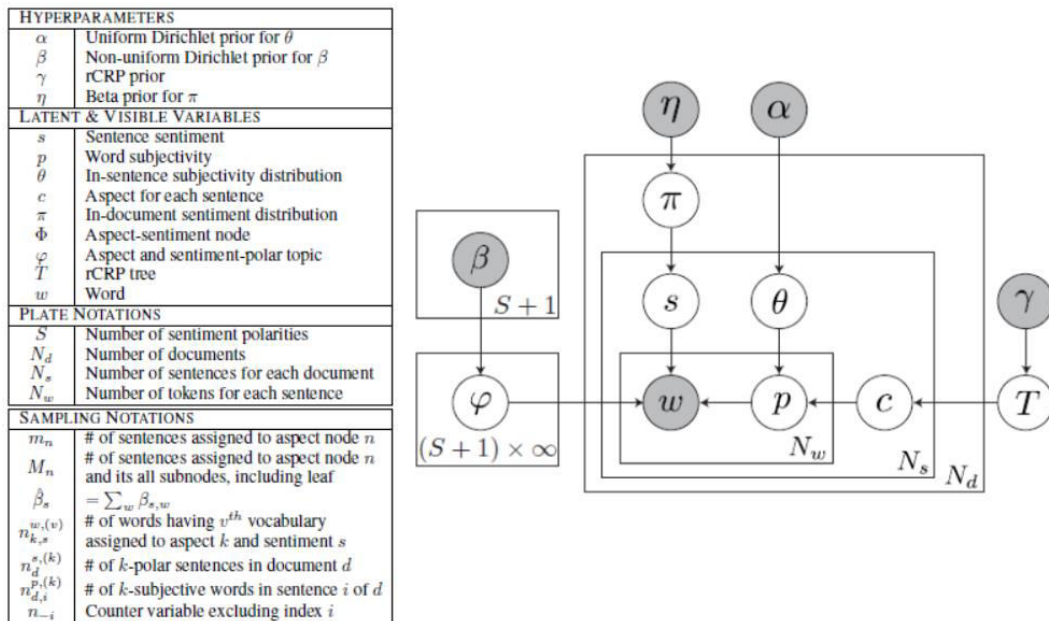 HYPERPARAMETERS
α Uniform Dirichlet prior for θ
β Non-uniform Dirichlet prior for β
γ rCRP prior
η Beta prior for π
LATENT & VISIBLE VARIABLES
s Sentence sentiment
p Word subjectivity
θ In-sentence subjectivity distribution
c Aspect for each sentence
π In-document sentiment distribution
Φ Aspect-sentiment node
φ Aspect and sentiment-polar topic
T rCRP tree
w Word
PLATE NOTATIONS
S Number of sentiment polarities
N_d Number of documents
N_s Number of sentences for each document
N_w Number of tokens for each sentence
SAMPLING NOTATIONS
m_n # of sentences assigned to aspect node n
M_n # of sentences assigned to aspect node n
and its all subnodes, including leaf
β̂_s = ∑_w β_{s,w}
n_{k,s}^{w,(v)} # of words having v^{th} vocabulary
assigned to aspect k and sentiment s
n_d^{s,(k)} # of k-polar sentences in document d
n_{d,i}^{p,(k)} # of k-subjective words in sentence i of d
n_{-i} Counter variable excluding index i
η α
π
β
S + 1
s θ γ
φ w p c T
(S + 1) × ∞
N_w
N_s
N_d